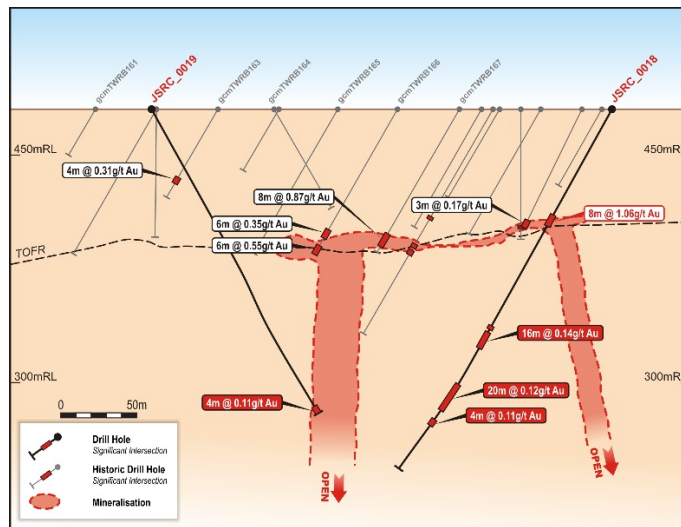 gcmTWRB161
JSRC_0019
gcmTWRB163
gcmTWRB164
gcmTWRB165
gcmTWRB166
gcmTWRB167
JSRC_0018
450mRL
450mRL
4m @ 0.31g/t Au
8m @ 0.87g/t Au
3m @ 0.17g/t Au
6m @ 0.35g/t Au
8m @ 1.06g/t Au
6m @ 0.55g/t Au
TOFR
16m @ 0.14g/t Au
300mRL
300mRL
20m @ 0.12g/t Au
4m @ 0.11g/t Au
4m @ 0.11g/t Au
0
50m
Drill Hole
Significant Intersection
Historic Drill Hole
Significant Intersection
Mineralisation
OPEN
OPEN